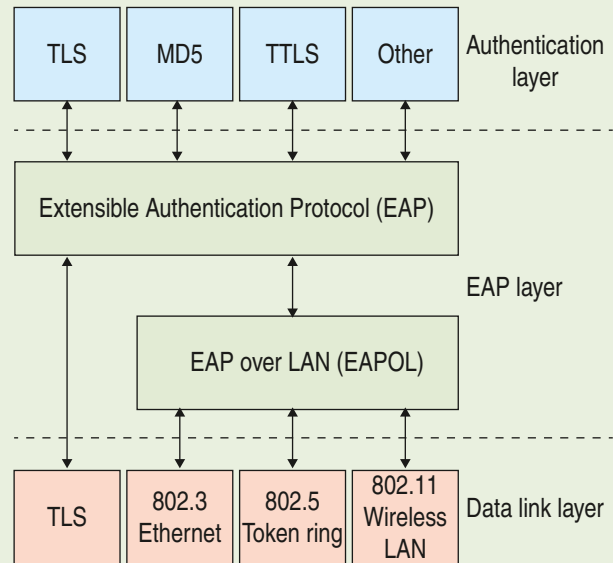 TLS
MD5
TTLS
Other
Authentication
layer
Extensible Authentication Protocol (EAP)
EAP layer
EAP over LAN (EAPOL)
TLS
802.3
Ethernet
802.5
Token ring
802.11
Wireless
LAN
Data link layer